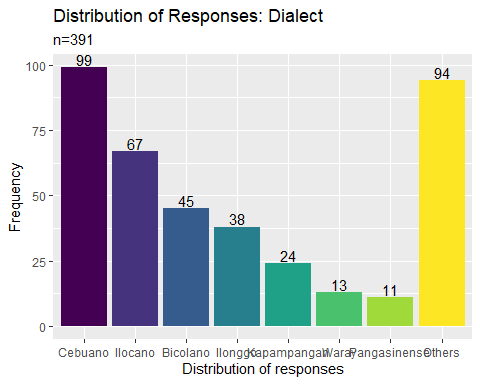 Distribution of Responses: Dialect
n=391
Frequency
100
75
50
25
0
99
67
45
38
24
13
11
94
Cebuano Ilocano Bicolano Ilonggo Kapampangan Waray Pangasinense Others
Distribution of responses